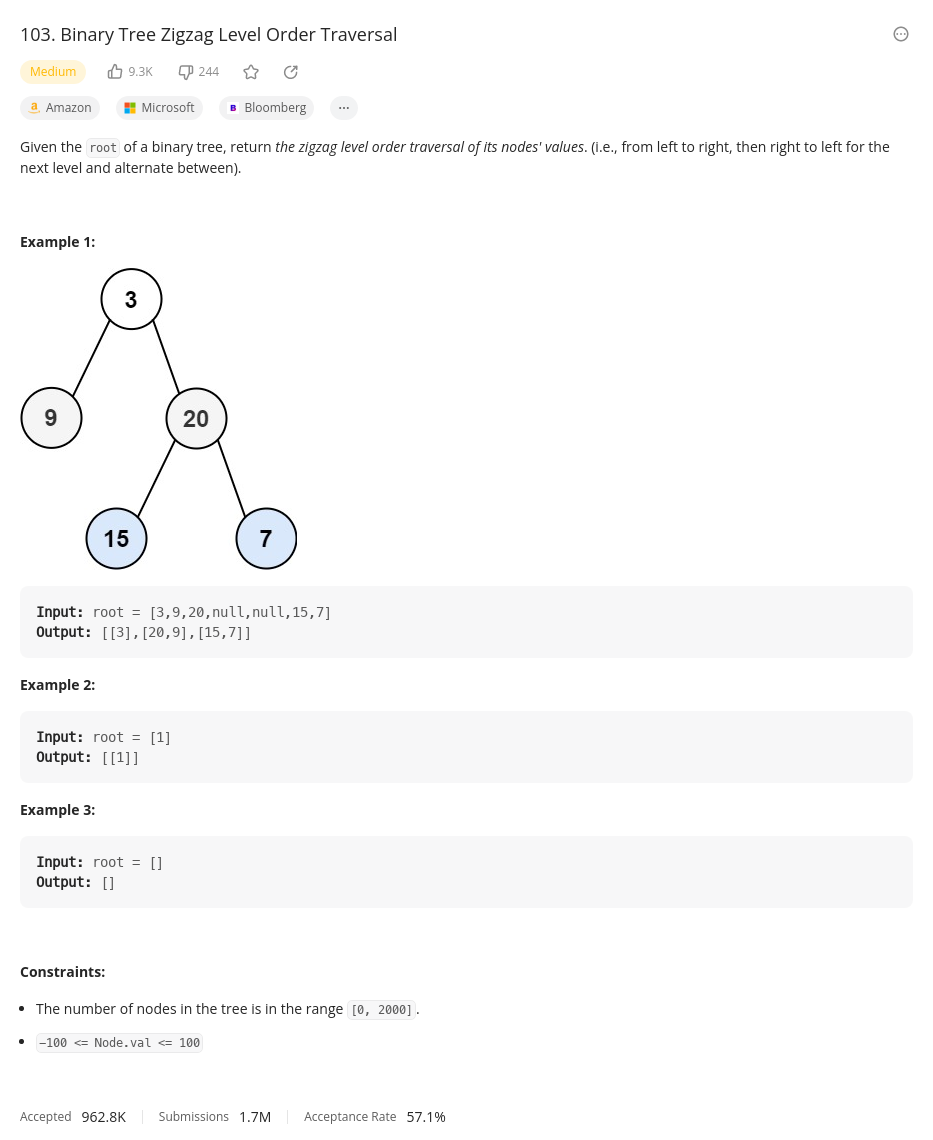 103. Binary Tree Zigzag Level Order Traversal
Medium 9.3K 244
Amazon Microsoft Bloomberg ...
Given the root of a binary tree, return the zigzag level order traversal of its nodes' values. (i.e., from left to right, then right to left for the
next level and alternate between).
Example 1:
3
9 20
15 7
Input: root = [3,9,20,null,null,15,7]
Output: [[3],[20,9],[15,7]]
Example 2:
Input: root = [1]
Output: [[1]]
Example 3:
Input: root = []
Output: []
Constraints:
• The number of nodes in the tree is in the range [0, 2000].
• -100 <= Node.val <= 100
Accepted 962.8K Submissions 1.7M Acceptance Rate 57.1%